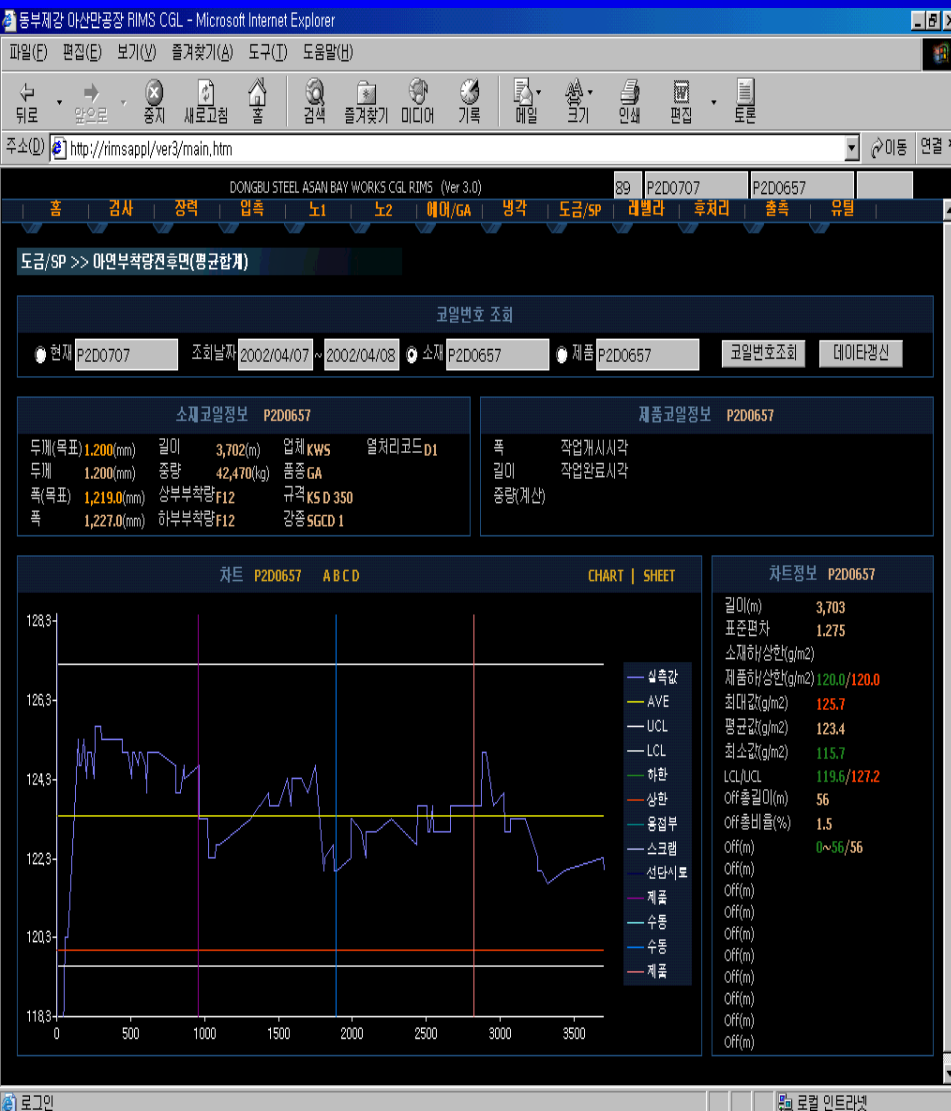 동부제강 아산만공장 RIMS CGL - Microsoft Internet Explorer
파일(F) 편집(E) 보기(V) 즐겨찾기(A) 도구(T) 도움말(H)
뒤로 앞으로 중지 새로고침 홈 검색 즐겨찾기 미디어 기록 메일 크기 인쇄 편집 토론
주소(D) http://rimsappl/ver3/main.htm 이동 연결
DONGBU STEEL ASAN BAY WORKS CGL RIMS (Ver 3.0) 89 P2D0707 P2D0657
홈 | 검사 | 장력 | 입측 | 노1 | 노2 | 에이/GA | 냉각 | 도금/SP | 레벨라 | 후처리 | 출측 | 유틸 |
도금/SP >> 아연부착량전후면(평균합계)
코일번호 조회
현재 P2D0707 조회날짜 2002/04/07 ~ 2002/04/08 소재 P2D0657 제품 P2D0657 코일번호조회 데이타갱신
소재코일정보 P2D0657
두께(목표) 1.200(mm) 길이 3,702(m) 업체 KWS 열처리코드 D1
두께 1.200(mm) 중량 42,470(kg) 품종 GA
폭(목표) 1,219.0(mm) 상부부착량 F12 규격 KS D 350
폭 1,227.0(mm) 하부부착량 F12 강종 SGCD 1
제품코일정보 P2D0657
폭 작업개시시각
길이 작업완료시각
중량(계산)
차트 P2D0657 A B C D CHART | SHEET
128,3
126,3
124,3
122,3
120,3
118,3
0 500 1000 1500 2000 2500 3000 3500
실측값
AVE
UCL
LCL
하한
상한
용접부
스크랩
선단시토
제품
수동
수동
제품
차트정보 P2D0657
길이(m) 3,703
표준편차 1.275
소재하/상한(g/m2)
제품하/상한(g/m2) 120.0/120.0
최대값(g/m2) 125.7
평균값(g/m2) 123.4
최소값(g/m2) 115.7
LCL/UCL 119.6/127.2
Off총길이(m) 56
Off총비율(%) 1.5
Off(m) 0~56/56
Off(m)
Off(m)
Off(m)
Off(m)
Off(m)
Off(m)
Off(m)
Off(m)
Off(m)
로그인 로컬 인트라넷